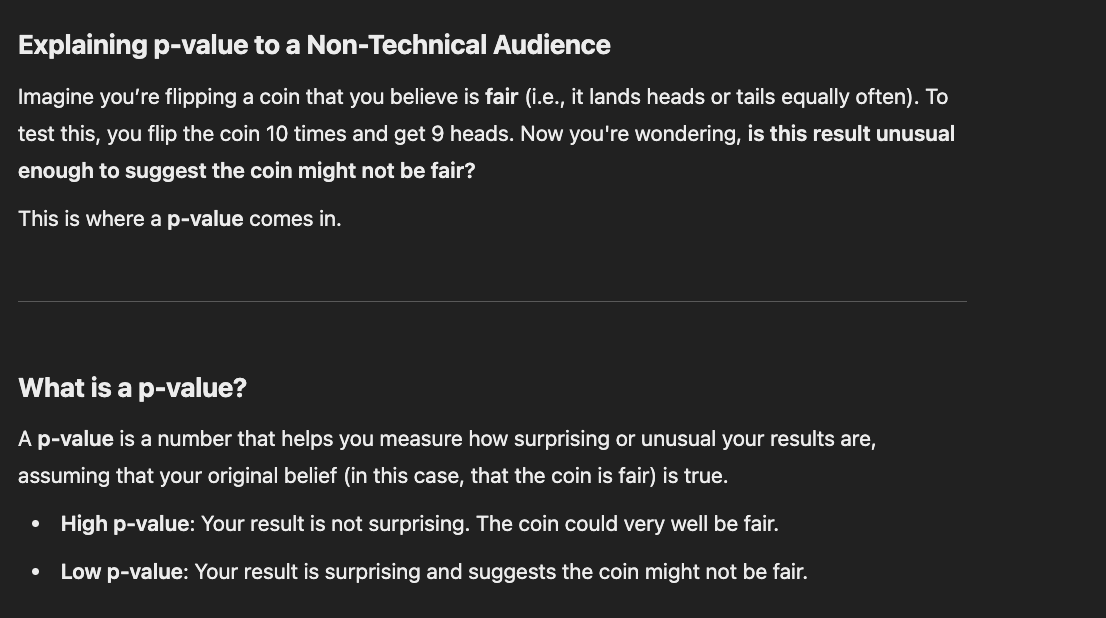 Explaining p-value to a Non-Technical Audience
Imagine you’re flipping a coin that you believe is fair (i.e., it lands heads or tails equally often). To
test this, you flip the coin 10 times and get 9 heads. Now you're wondering, is this result unusual
enough to suggest the coin might not be fair?
This is where a p-value comes in.
What is a p-value?
A p-value is a number that helps you measure how surprising or unusual your results are,
assuming that your original belief (in this case, that the coin is fair) is true.
• High p-value: Your result is not surprising. The coin could very well be fair.
• Low p-value: Your result is surprising and suggests the coin might not be fair.